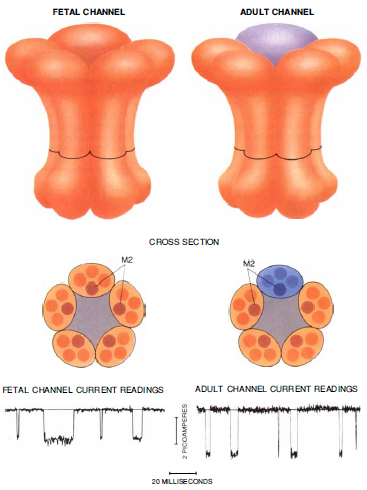 FETAL CHANNEL
ADULT CHANNEL
CROSS SECTION
M2
M2
FETAL CHANNEL CURRENT READINGS
ADULT CHANNEL CURRENT READINGS
2 PICOAMPERES
20 MILLISECONDS